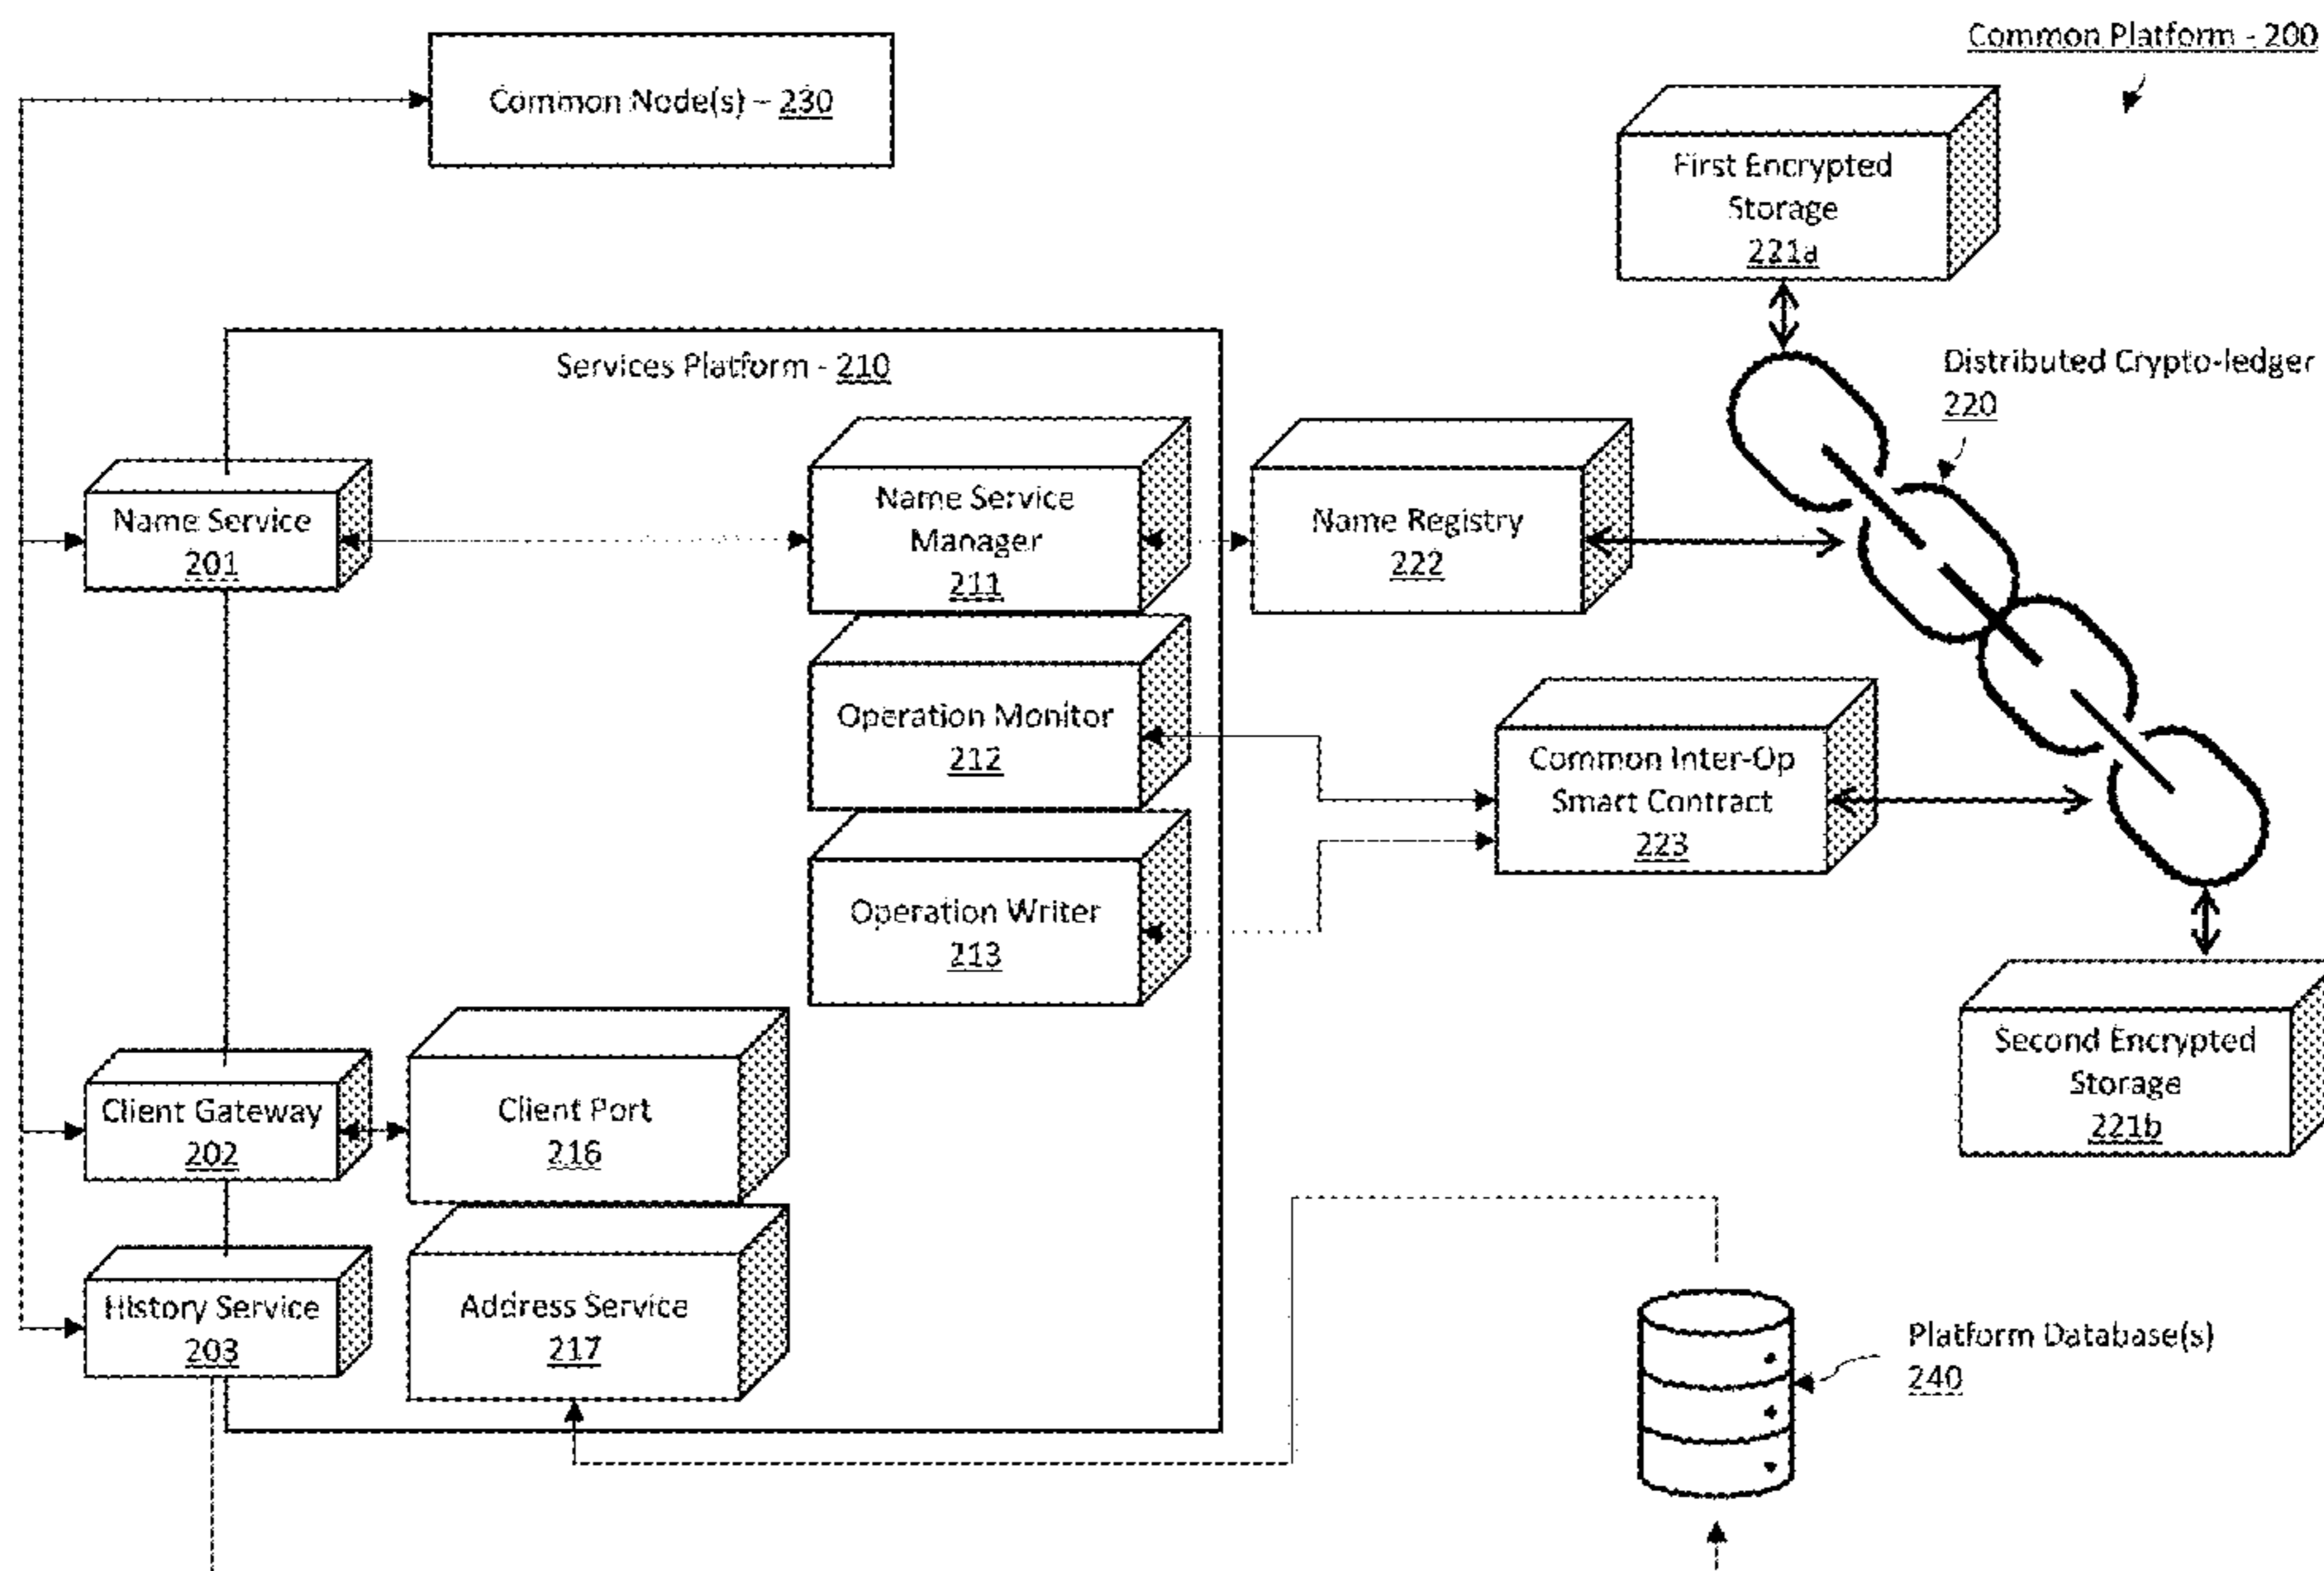 Common Platform - 200
Common Node(s) – 230
First Encrypted
Storage
221a
Distributed Crypto-ledger
220
Services Platform - 210
Name Service
201
Name Service
Manager
211
Name Registry
222
Operation Monitor
212
Common Inter-Op
Smart Contract
223
Operation Writer
213
Second Encrypted
Storage
221b
Client Gateway
202
Client Port
216
History Service
203
Address Service
217
Platform Database(s)
240